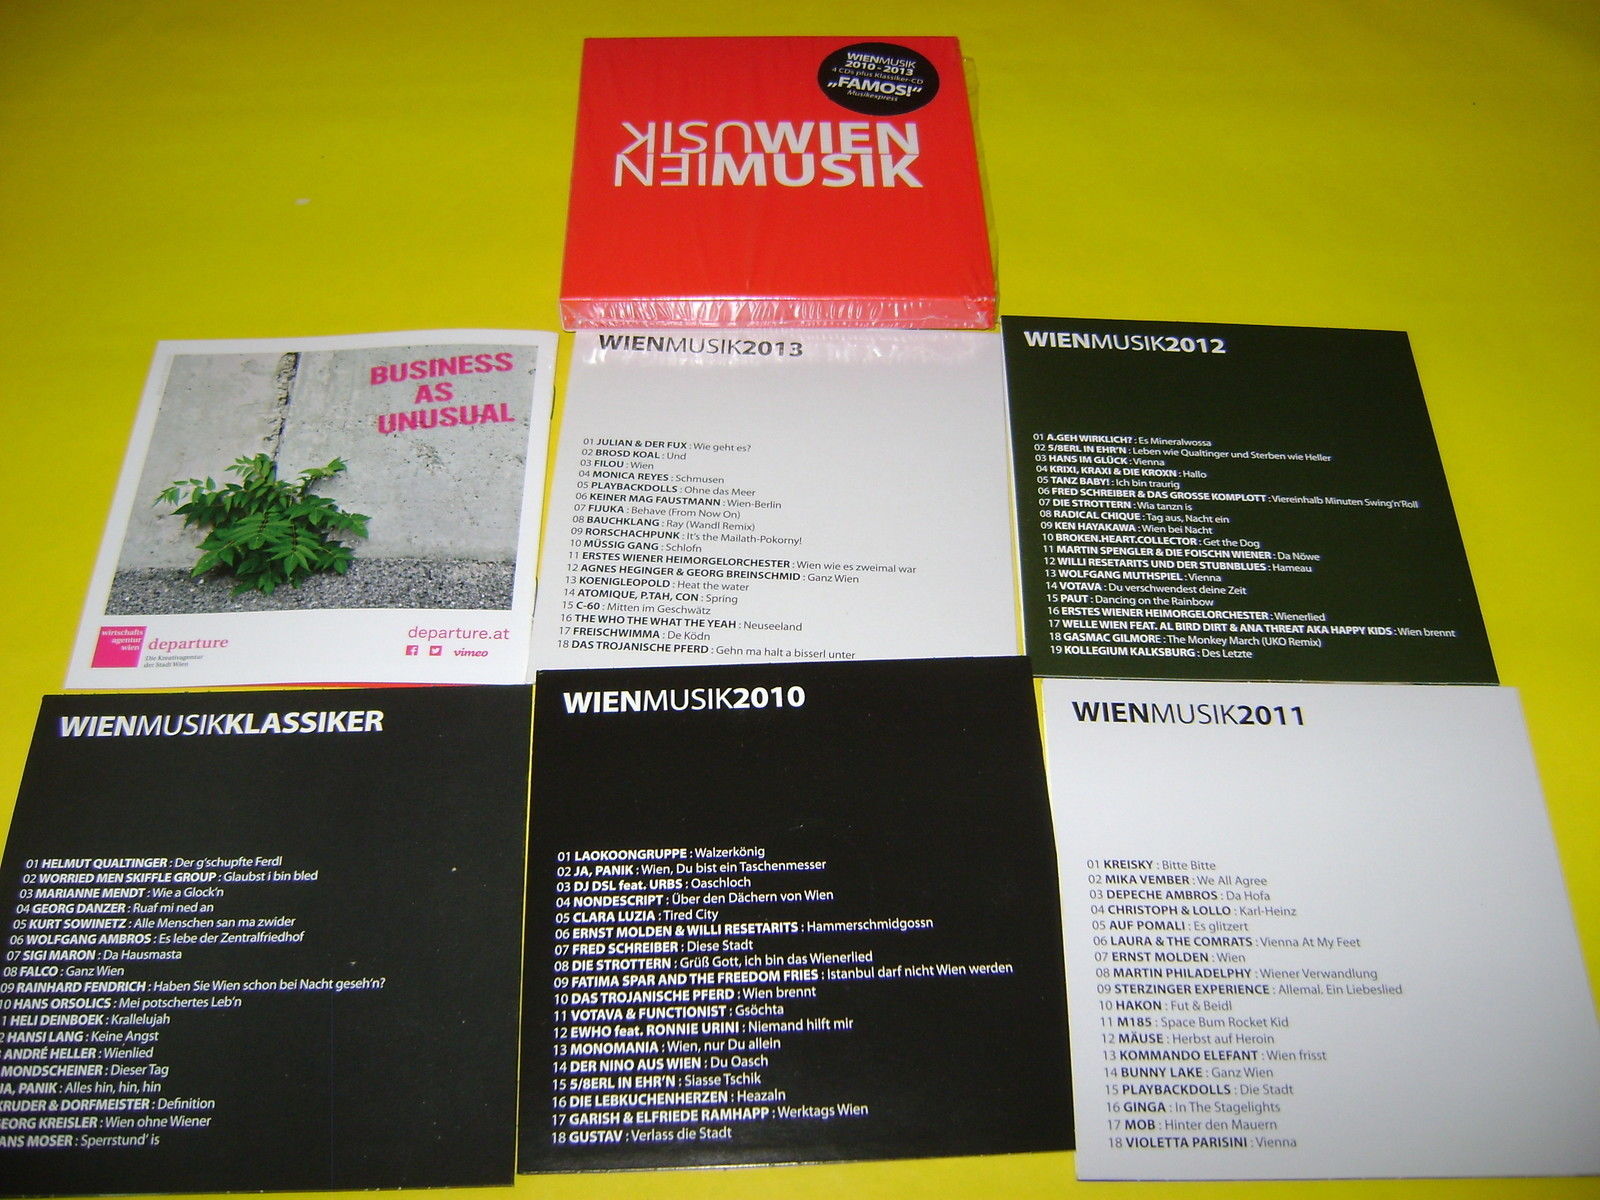 WIENMUSIK
2010 - 2013
4 CDs plus Klassiker-CD
„FAMOS!“
Musikexpress
MUSIKWIEN
WIENMUSIK
BUSINESS
AS
UNUSUAL
wirtschafts
agentur
wien
departure
Die Kreativagentur
der Stadt Wien
departure.at
vimeo
WIENMUSIK2013
01 JULIAN & DER FUX : Wie geht es?
02 BROSD KOAL : Und
03 FILOU : Wien
04 MONICA REYES : Schmusen
05 PLAYBACKDOLLS : Ohne das Meer
06 KEINER MAG FAUSTMANN : Wien-Berlin
07 FIJUKA : Behave (From Now On)
08 BAUCHKLANG : Ray (Wandl Remix)
09 RORSCHACHPUNK : It's the Mailath-Pokorny!
10 MÜSSIG GANG : Schlofn
11 ERSTES WIENER HEIMORGELORCHESTER : Wien wie es zweimal war
12 AGNES HEGINGER & GEORG BREINSCHMID : Ganz Wien
13 KOENIGLEOPOLD : Heat the water
14 ATOMIQUE, P.TAH, CON : Spring
15 C-60 : Mitten im Geschwätz
16 THE WHO THE WHAT THE YEAH : Neuseeland
17 FREISCHWIMMA : De Ködn
18 DAS TROJANISCHE PFERD : Gehn ma halt a bisserl unter
WIENMUSIK2012
01 A.GEH WIRKLICH? : Es Mineralwossa
02 5/8ERL IN EHR'N : Leben wie Qualtinger und Sterben wie Heller
03 HANS IM GLÜCK : Vienna
04 KRIXI, KRAXI & DIE KROXN : Hallo
05 TANZ BABY! : Ich bin traurig
06 FRED SCHREIBER & DAS GROSSE KOMPLOTT : Viereinhalb Minuten Swing'n'Roll
07 DIE STROTTERN : Wia tanzn is
08 RADICAL CHIQUE : Tag aus, Nacht ein
09 KEN HAYAKAWA : Wien bei Nacht
10 BROKEN.HEART.COLLECTOR : Get the Dog
11 MARTIN SPENGLER & DIE FOISCHN WIENER : Da Nöwe
12 WILLI RESETARITS UND DER STUBNBLUES : Hameau
13 WOLFGANG MUTHSPIEL : Vienna
14 VOTAVA : Du verschwendest deine Zeit
15 PAUT : Dancing on the Rainbow
16 ERSTES WIENER HEIMORGELORCHESTER : Wienerlied
17 WELLE WIEN FEAT. AL BIRD DIRT & ANA THREAT AKA HAPPY KIDS : Wien brennt
18 GASMAC GILMORE : The Monkey March (UKO Remix)
19 KOLLEGIUM KALKSBURG : Des Letzte
WIENMUSIKKLASSIKER
01 HELMUT QUALTINGER : Der g'schupfte Ferdl
02 WORRIED MEN SKIFFLE GROUP : Glaubst i bin bled
03 MARIANNE MENDT : Wie a Glock'n
04 GEORG DANZER : Ruaf mi ned an
05 KURT SOWINETZ : Alle Menschen san ma zwider
06 WOLFGANG AMBROS : Es lebe der Zentralfriedhof
07 SIGI MARON : Da Hausmasta
08 FALCO : Ganz Wien
09 RAINHARD FENDRICH : Haben Sie Wien schon bei Nacht geseh'n?
10 HANS ORSOLICS : Mei potschertes Leb'n
1 HELI DEINBOEK : Krallelujah
2 HANSI LANG : Keine Angst
ANDRÉ HELLER : Wienlied
MONDSCHEINER : Dieser Tag
JA, PANIK : Alles hin, hin, hin
KRUDER & DORFMEISTER : Definition
GEORG KREISLER : Wien ohne Wiener
ANS MOSER : Sperrstund' is
WIENMUSIK2010
01 LAOKOONGRUPPE : Walzerkönig
02 JA, PANIK : Wien, Du bist ein Taschenmesser
03 DJ DSL feat. URBS : Oaschloch
04 NONDESCRIPT : Über den Dächern von Wien
05 CLARA LUZIA : Tired City
06 ERNST MOLDEN & WILLI RESETARITS : Hammerschmidgossn
07 FRED SCHREIBER : Diese Stadt
08 DIE STROTTERN : Grüß Gott, ich bin das Wienerlied
09 FATIMA SPAR AND THE FREEDOM FRIES : Istanbul darf nicht Wien werden
10 DAS TROJANISCHE PFERD : Wien brennt
11 VOTAVA & FUNCTIONIST : Gsöchta
12 EWHO feat. RONNIE URINI : Niemand hilft mir
13 MONOMANIA : Wien, nur Du allein
14 DER NINO AUS WIEN : Du Oasch
15 5/8ERL IN EHR'N : Siasse Tschik
16 DIE LEBKUCHENHERZEN : Heazaln
17 GARISH & ELFRIEDE RAMHAPP : Werktags Wien
18 GUSTAV : Verlass die Stadt
WIENMUSIK2011
01 KREISKY : Bitte Bitte
02 MIKA VEMBER : We All Agree
03 DEPECHE AMBROS : Da Hofa
04 CHRISTOPH & LOLLO : Karl-Heinz
05 AUF POMALI : Es glitzert
06 LAURA & THE COMRATS : Vienna At My Feet
07 ERNST MOLDEN : Wien
08 MARTIN PHILADELPHY : Wiener Verwandlung
09 STERZINGER EXPERIENCE : Allemal. Ein Liebeslied
10 HAKON : Fut & Beidl
11 M185 : Space Bum Rocket Kid
12 MÄUSE : Herbst auf Heroin
13 KOMMANDO ELEFANT : Wien frisst
14 BUNNY LAKE : Ganz Wien
15 PLAYBACKDOLLS : Die Stadt
16 GINGA : In The Stagelights
17 MOB : Hinter den Mauern
18 VIOLETTA PARISINI : Vienna